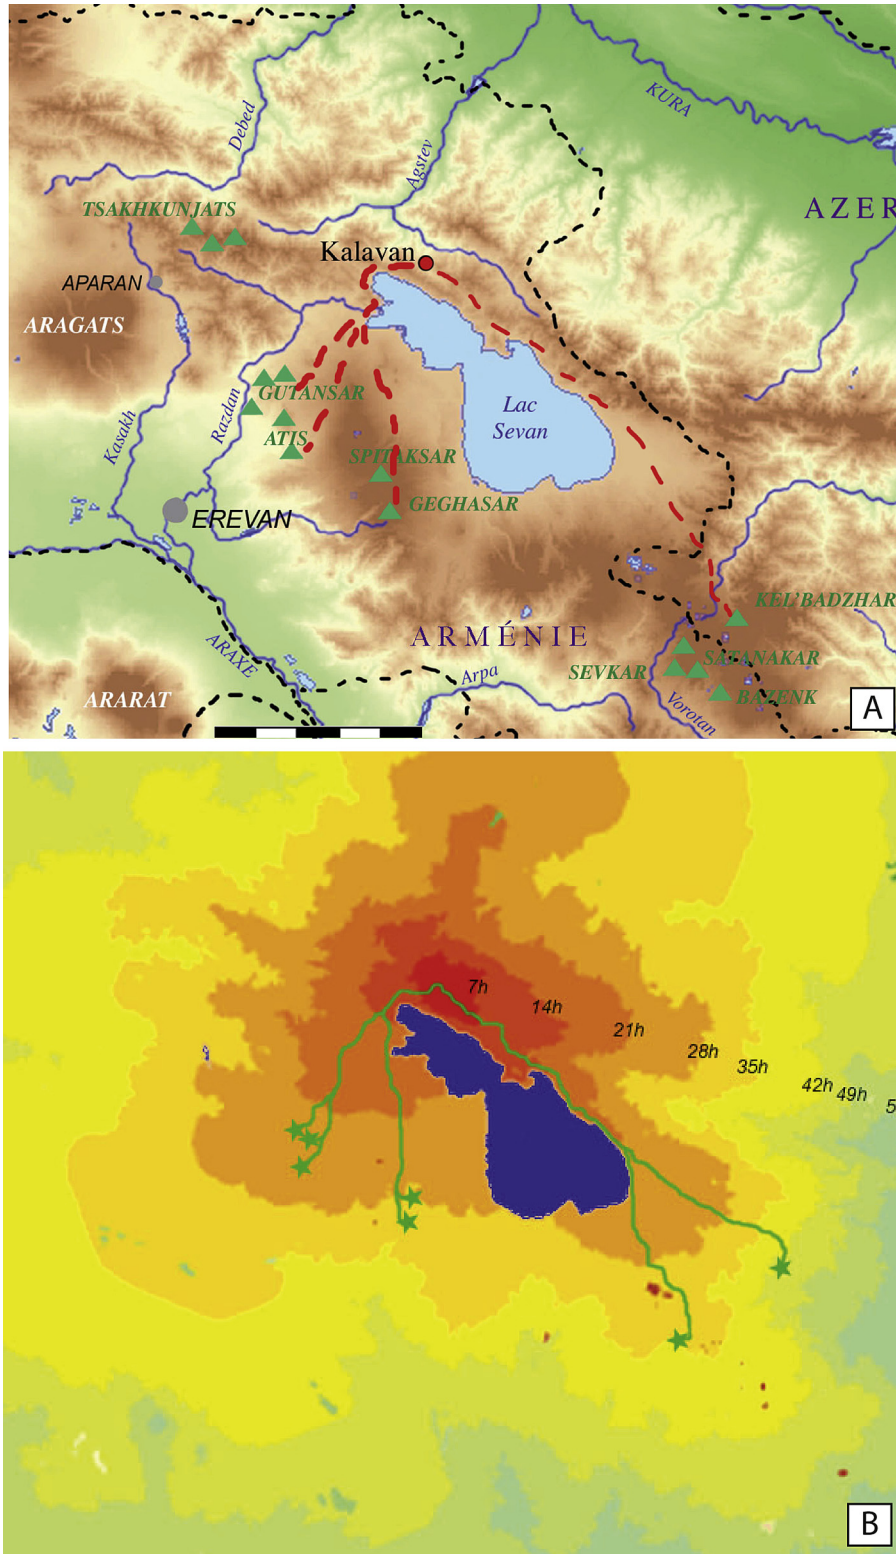 KURA
Debed
Agstev
AZER
TSAKHKUNJATS
Kalavan
APARAN
ARAGATS
GUTANSAR
Razdan
Lac
Sevan
Kasakh
ATIS
SPITAKSAR
GEGHASAR
EREVAN
KEL'BADZHAR
ARMÉNIE
ARAXE
SATANAKAR
SEVKAR
Arpa
ARARAT
BAZENK
Vorotan
A
7h
14h
21h
28h
35h
42h
49h
5
B